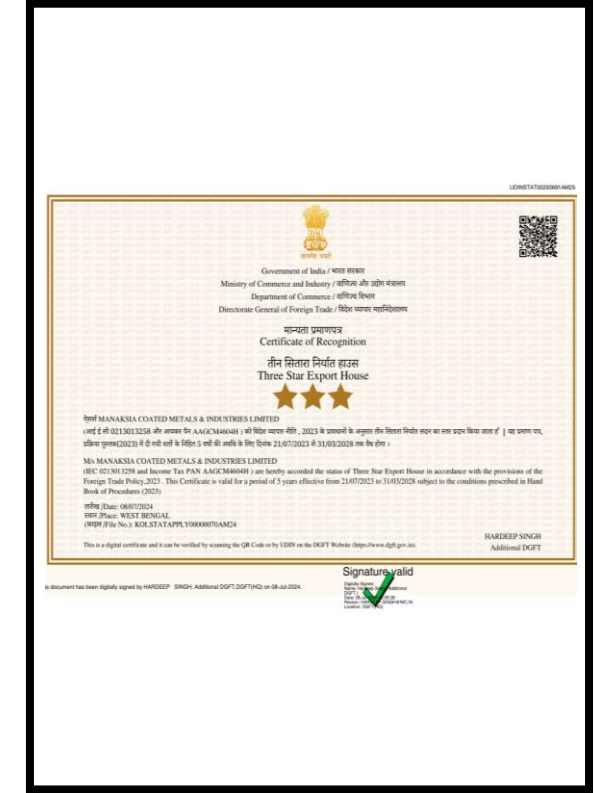 सत्यमेव जयते
Government of India / भारत सरकार
Ministry of Commerce and Industry / वाणिज्य और उद्योग मंत्रालय
Department of Commerce / वाणिज्य विभाग
Directorate General of Foreign Trade / विदेश व्यापार महानिदेशालय
मान्यता प्रमाणपत्र
Certificate of Recognition
तीन सितारा निर्यात हाउस
Three Star Export House
मेसर्स MANAKSIA COATED METALS & INDUSTRIES LIMITED
(आई ई सी 0213013258 और आयकर पैन AAGCM4604H ) को विदेश व्यापार नीति , 2023 के प्रावधानों के अनुसार तीन सितारा निर्यात सदन का स्तर प्रदान किया जाता हैं | यह प्रमाण पत्र,
प्रक्रिया पुस्तक(2023) में दी गयी शर्तों के निहित 5 वर्षो की अवधि के लिए दिनांक 21/07/2023 से 31/03/2028 तक वैध होगा ।
M/s MANAKSIA COATED METALS & INDUSTRIES LIMITED
(IEC 0213013258 and Income Tax PAN AAGCM4604H ) are hereby accorded the status of Three Star Export House in accordance with the provisions of the
Foreign Trade Policy,2023 . This Certificate is valid for a period of 5 years effective from 21/07/2023 to 31/03/2028 subject to the conditions prescribed in Hand
Book of Procedures (2023)
तारीख /Date: 08/07/2024
स्थान /Place: WEST BENGAL
(फ़ाइल /File No.): KOLSTATAPPLY00000070AM24
HARDEEP SINGH
Additional DGFT
This is a digital certificate and it can be verified by scanning the QR Code or by UDIN on the DGFT Website (https://www.dgft.gov.in).
Signature valid
is document has been digitally signed by HARDEEP SINGH, Additional DGFT,DGFT(HQ) on 08-Jul-2024.
Digitally Signed